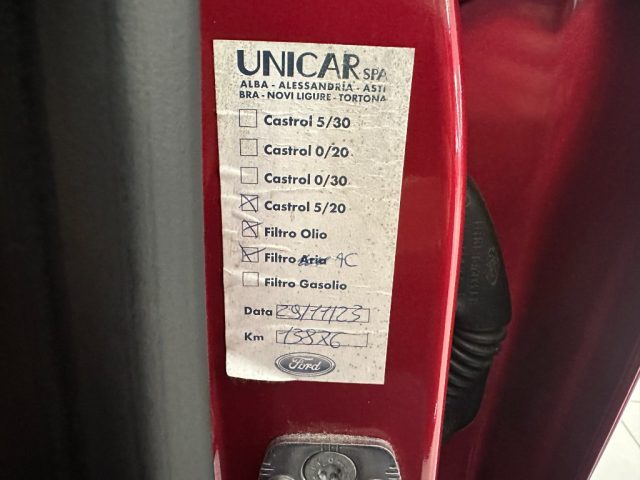 UNICAR SPA
ALBA - ALESSANDRIA - ASTI
BRA - NOVI LIGURE - TORTONA
Castrol 5/30
Castrol 0/20
Castrol 0/30
Castrol 5/20
Filtro Olio
Filtro Aria AC
Filtro Gasolio
Data 29/11/23
Km
Ford